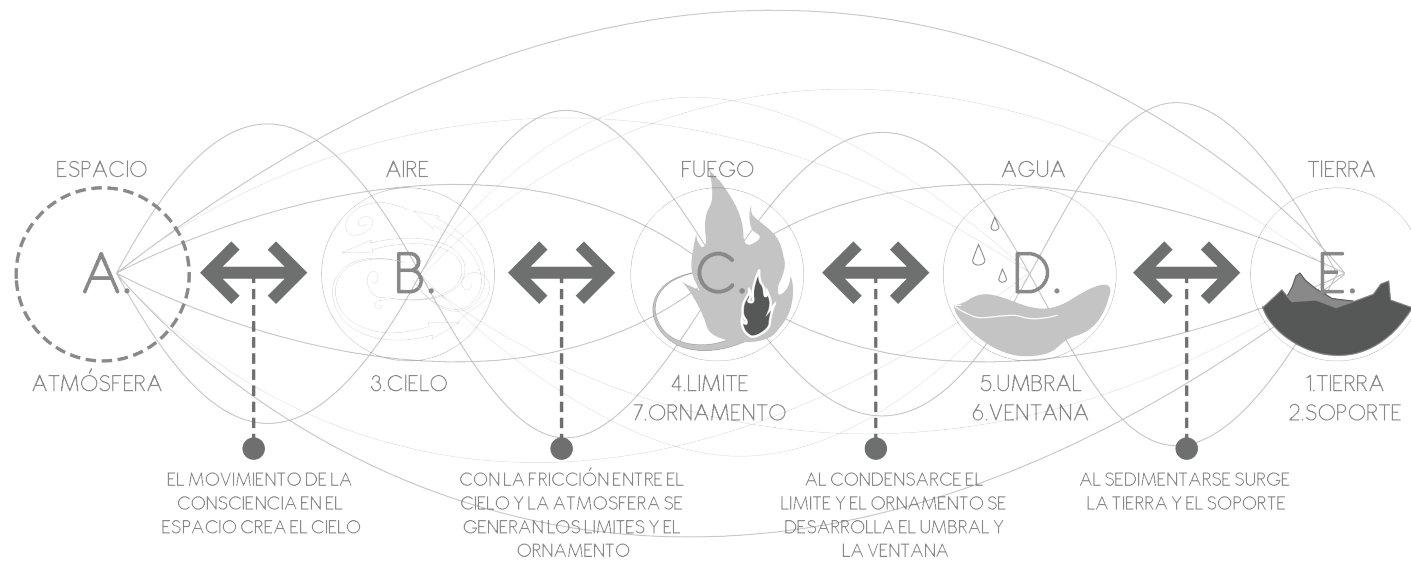 ESPACIO
AIRE
FUEGO
AGUA
TIERRA
A.
B.
C.
D.
E.
ATMÓSFERA
3.CIELO
4.LIMITE
7.ORNAMENTO
5.UMBRAL
6.VENTANA
1.TIERRA
2.SOPORTE
EL MOVIMIENTO DE LA
CONSCIENCIA EN EL
ESPACIO CREA EL CIELO
CON LA FRICCIÓN ENTRE EL
CIELO Y LA ATMOSFERA SE
GENERAN LOS LIMITES Y EL
ORNAMENTO
AL CONDENSARCE EL
LIMITE Y EL ORNAMENTO SE
DESARROLLA EL UMBRAL Y
LA VENTANA
AL SEDIMENTARSE SURGE
LA TIERRA Y EL SOPORTE